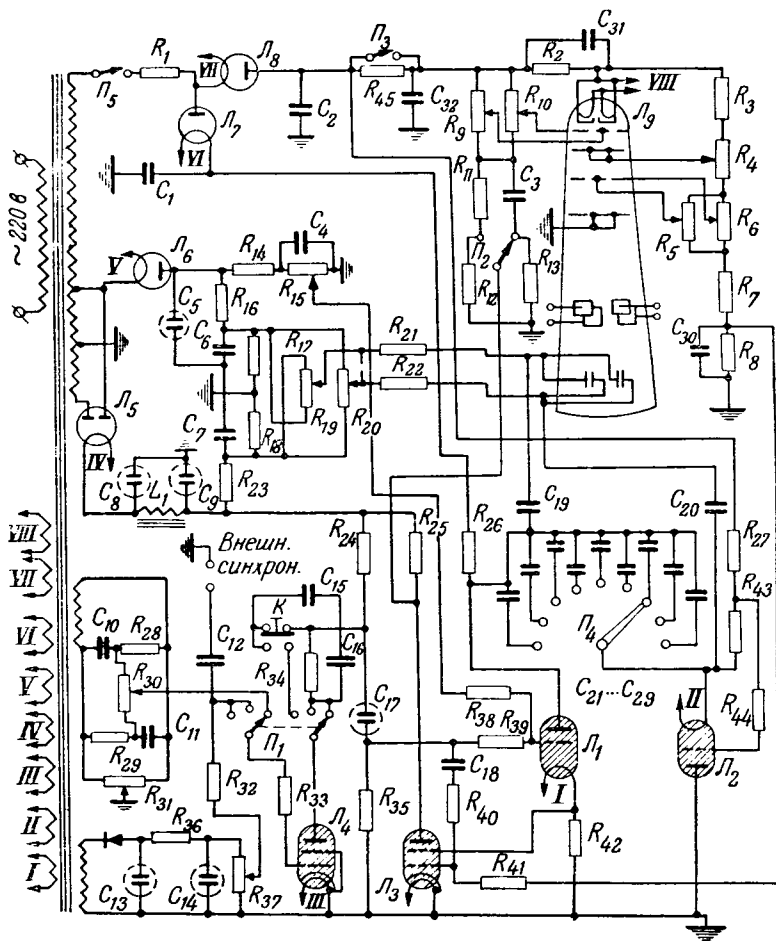 C₃₁
П₃
R₁
VII
Л₈
R₂
VIII
П₅
R₄₅
C₃₂
C₂
R₉
R₁₀
Л₉
R₃
Л₇
VI
R₄
C₁
R₁₁
C₃
~220 в
R₅
R₆
V
Л₆
R₁₄
C₄
П₂
R₁₂
R₁₃
R₁₅
R₇
C₅
R₁₆
C₆
C₃₀
R₈
R₁₇
R₂₁
R₂₂
R₁₉
R₂₀
Л₅
C₇
R₁₈
IV
C₈
L₁
C₉
R₂₃
C₁₉
C₂₀
VIII
R₂₄
R₂₅
R₂₆
R₂₇
Внешн.
синхрон.
VII
C₁₅
R₄₃
C₁₀
R₂₈
К
П₄
VI
C₁₂
R₃₄
C₁₆
V
R₃₀
C₁₇
C₂₁...C₂₉
II
R₄₄
IV
C₁₁
П₁
R₃₈
R₃₉
Л₁
Л₂
III
R₂₉
R₃₂
C₁₈
I
R₃₁
R₃₃
Л₄
R₃₅
R₄₀
II
R₃₆
R₄₂
I
C₁₃
C₁₄
R₃₇
III
Л₃
R₄₁